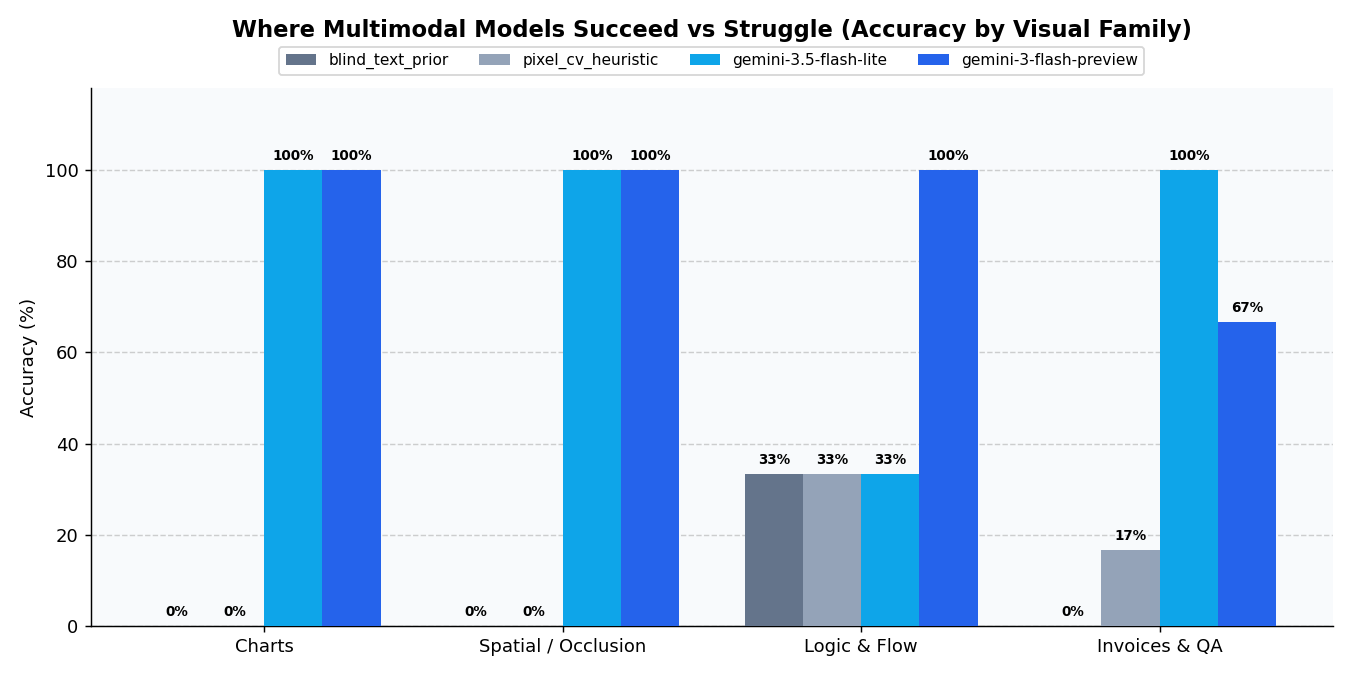 Where Multimodal Models Succeed vs Struggle (Accuracy by Visual Family)
blind_text_prior pixel_cv_heuristic gemini-3.5-flash-lite gemini-3-flash-preview
Accuracy (%)
100
80
60
40
20
0
0% 0% 100% 100%
0% 0% 100% 100%
33% 33% 33% 100%
0% 17% 100% 67%
Charts Spatial / Occlusion Logic & Flow Invoices & QA